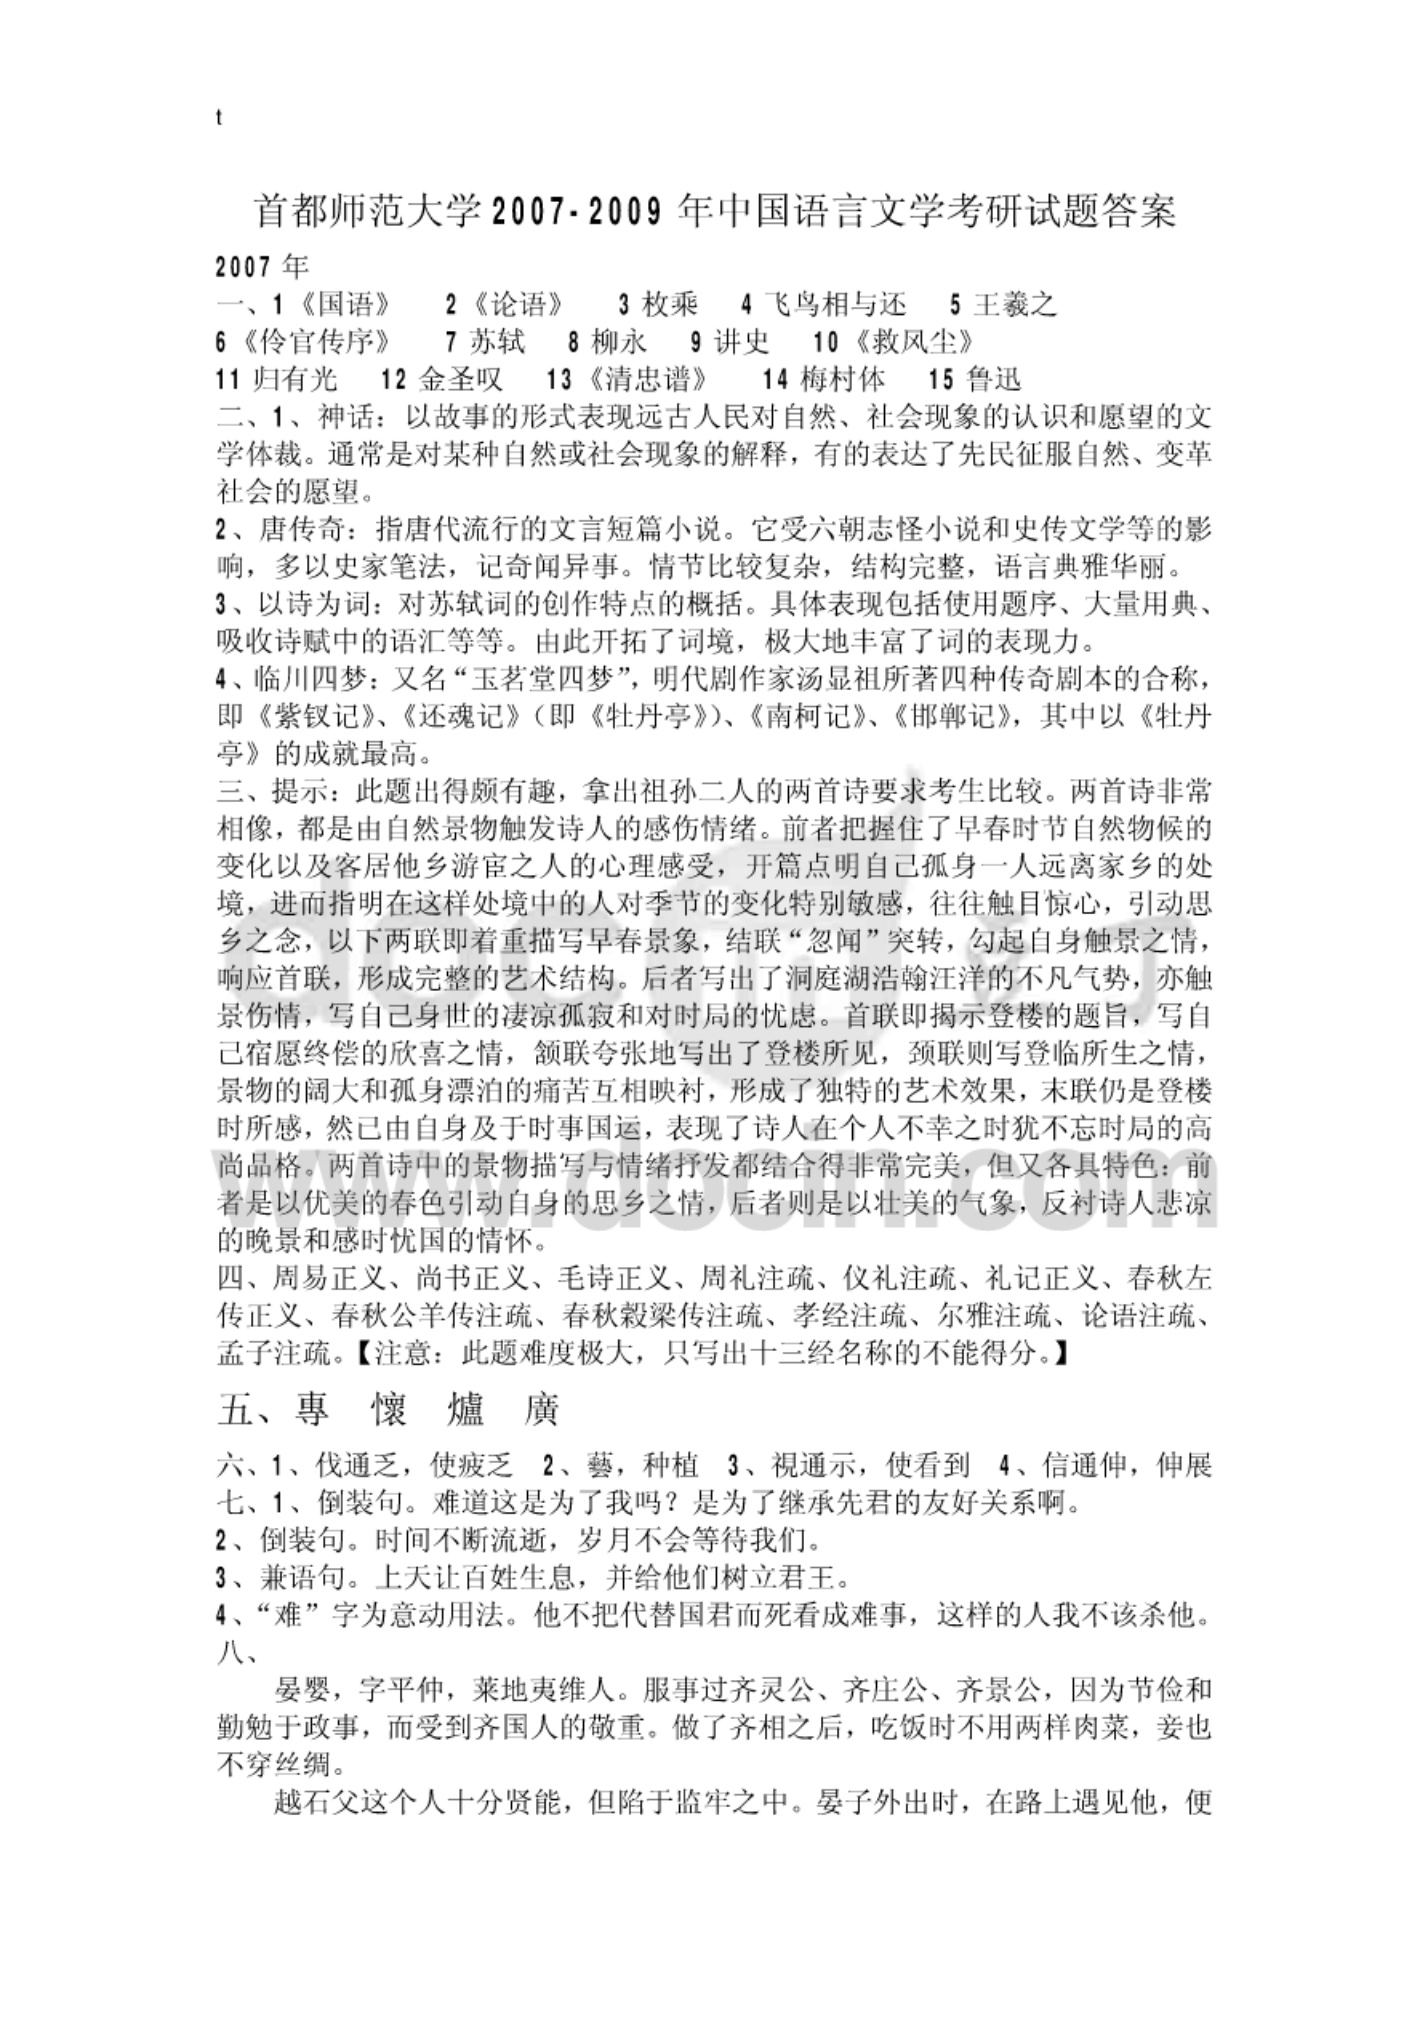 t
首都师范大学2007-2009 年中国语言文学考研试题答案
2007 年
一、1《国语》 2《论语》 3 枚乘 4 飞鸟相与还 5 王羲之
6《伶官传序》 7 苏轼 8 柳永 9 讲史 10《救风尘》
11 归有光 12 金圣叹 13《清忠谱》 14 梅村体 15 鲁迅
二、1、神话：以故事的形式表现远古人民对自然、社会现象的认识和愿望的文
学体裁。通常是对某种自然或社会现象的解释，有的表达了先民征服自然、变革
社会的愿望。
2、唐传奇：指唐代流行的文言短篇小说。它受六朝志怪小说和史传文学等的影
响，多以史家笔法，记奇闻异事。情节比较复杂，结构完整，语言典雅华丽。
3、以诗为词：对苏轼词的创作特点的概括。具体表现包括使用题序、大量用典、
吸收诗赋中的语汇等等。由此开拓了词境，极大地丰富了词的表现力。
4、临川四梦：又名“玉茗堂四梦”，明代剧作家汤显祖所著四种传奇剧本的合称，
即《紫钗记》、《还魂记》（即《牡丹亭》）、《南柯记》、《邯郸记》，其中以《牡丹
亭》的成就最高。
三、提示：此题出得颇有趣，拿出祖孙二人的两首诗要求考生比较。两首诗非常
相像，都是由自然景物触发诗人的感伤情绪。前者把握住了早春时节自然物候的
变化以及客居他乡游宦之人的心理感受，开篇点明自己孤身一人远离家乡的处
境，进而指明在这样处境中的人对季节的变化特别敏感，往往触目惊心，引动思
乡之念，以下两联即着重描写早春景象，结联“忽闻”突转，勾起自身触景之情，
响应首联，形成完整的艺术结构。后者写出了洞庭湖浩瀚汪洋的不凡气势，亦触
景伤情，写自己身世的凄凉孤寂和对时局的忧虑。首联即揭示登楼的题旨，写自
己宿愿终偿的欣喜之情，颔联夸张地写出了登楼所见，颈联则写登临所生之情，
景物的阔大和孤身漂泊的痛苦互相映衬，形成了独特的艺术效果，末联仍是登楼
时所感，然已由自身及于时事国运，表现了诗人在个人不幸之时犹不忘时局的高
尚品格。两首诗中的景物描写与情绪抒发都结合得非常完美，但又各具特色：前
者是以优美的春色引动自身的思乡之情，后者则是以壮美的气象，反衬诗人悲凉
的晚景和感时忧国的情怀。
四、周易正义、尚书正义、毛诗正义、周礼注疏、仪礼注疏、礼记正义、春秋左
传正义、春秋公羊传注疏、春秋榖梁传注疏、孝经注疏、尔雅注疏、论语注疏、
孟子注疏。【注意：此题难度极大，只写出十三经名称的不能得分。】
五、專 懷 爐 廣
六、1、伐通乏，使疲乏 2、藝，种植 3、視通示，使看到 4、信通伸，伸展
七、1、倒装句。难道这是为了我吗？是为了继承先君的友好关系啊。
2、倒装句。时间不断流逝，岁月不会等待我们。
3、兼语句。上天让百姓生息，并给他们树立君王。
4、“难”字为意动用法。他不把代替国君而死看成难事，这样的人我不该杀他。
八、
晏婴，字平仲，莱地夷维人。服事过齐灵公、齐庄公、齐景公，因为节俭和
勤勉于政事，而受到齐国人的敬重。做了齐相之后，吃饭时不用两样肉菜，妾也
不穿丝绸。
越石父这个人十分贤能，但陷于监牢之中。晏子外出时，在路上遇见他，便
docin 豆丁
www.docin.com